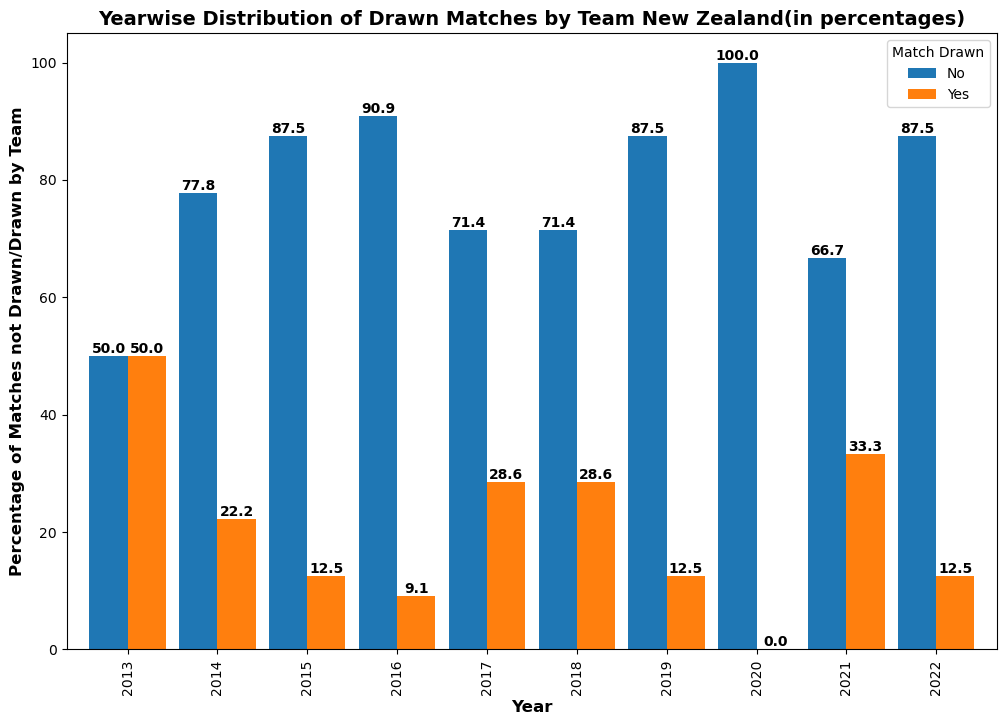 Yearwise Distribution of Drawn Matches by Team New Zealand(in percentages)
Percentage of Matches not Drawn/Drawn by Team
100
80
60
40
20
0
Match Drawn
No
Yes
50.0 50.0
77.8 22.2
87.5 12.5
90.9 9.1
71.4 28.6
71.4 28.6
87.5 12.5
100.0 0.0
66.7 33.3
87.5 12.5
2013 2014 2015 2016 2017 2018 2019 2020 2021 2022
Year